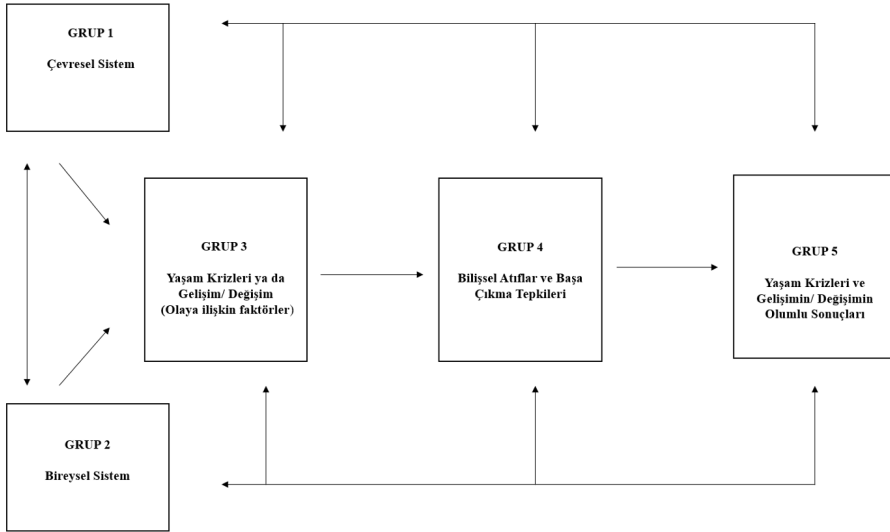 GRUP 1
Çevresel Sistem
GRUP 3
Yaşam Krizleri ya da
Gelişim/ Değişim
(Olaya ilişkin faktörler)
GRUP 4
Bilişsel Atıflar ve Başa
Çıkma Tepkileri
GRUP 5
Yaşam Krizleri ve
Gelişimin/ Değişimin
Olumlu Sonuçları
GRUP 2
Bireysel Sistem